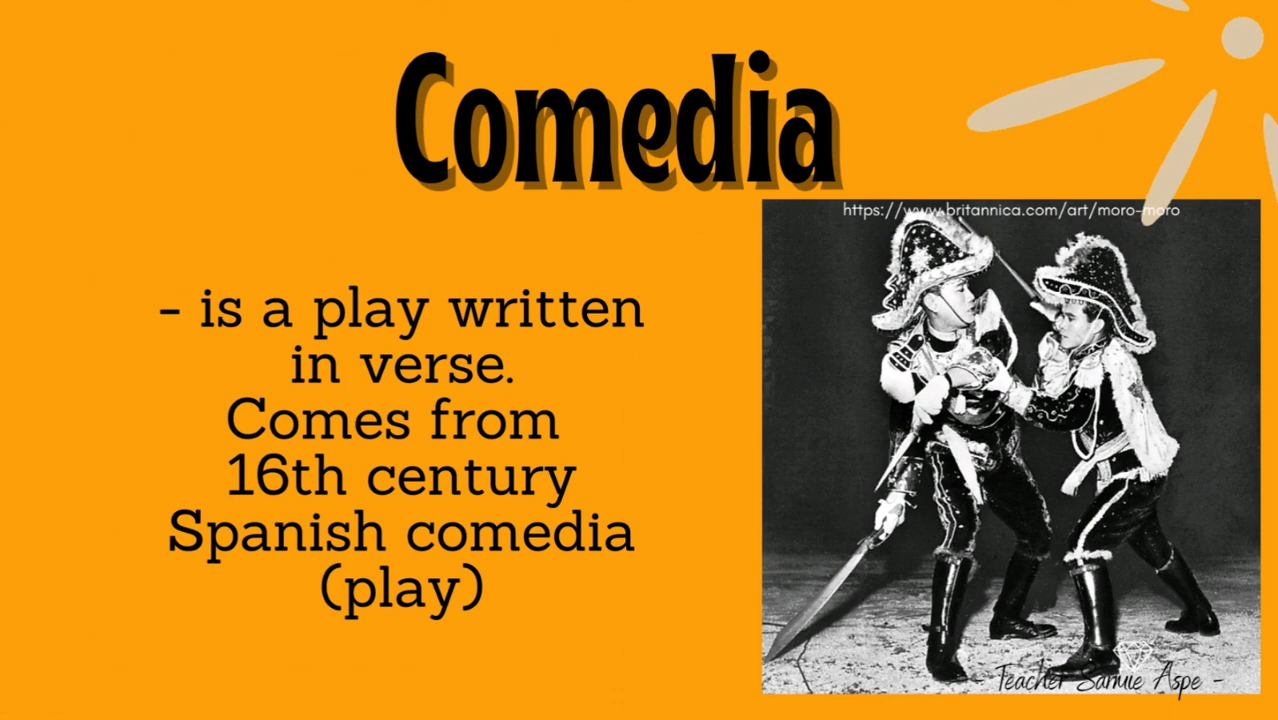 Comedia
https://www.britannica.com/art/moro-moro
- is a play written
in verse.
Comes from
16th century
Spanish comedia
(play)
- Teacher Samie Aspe -